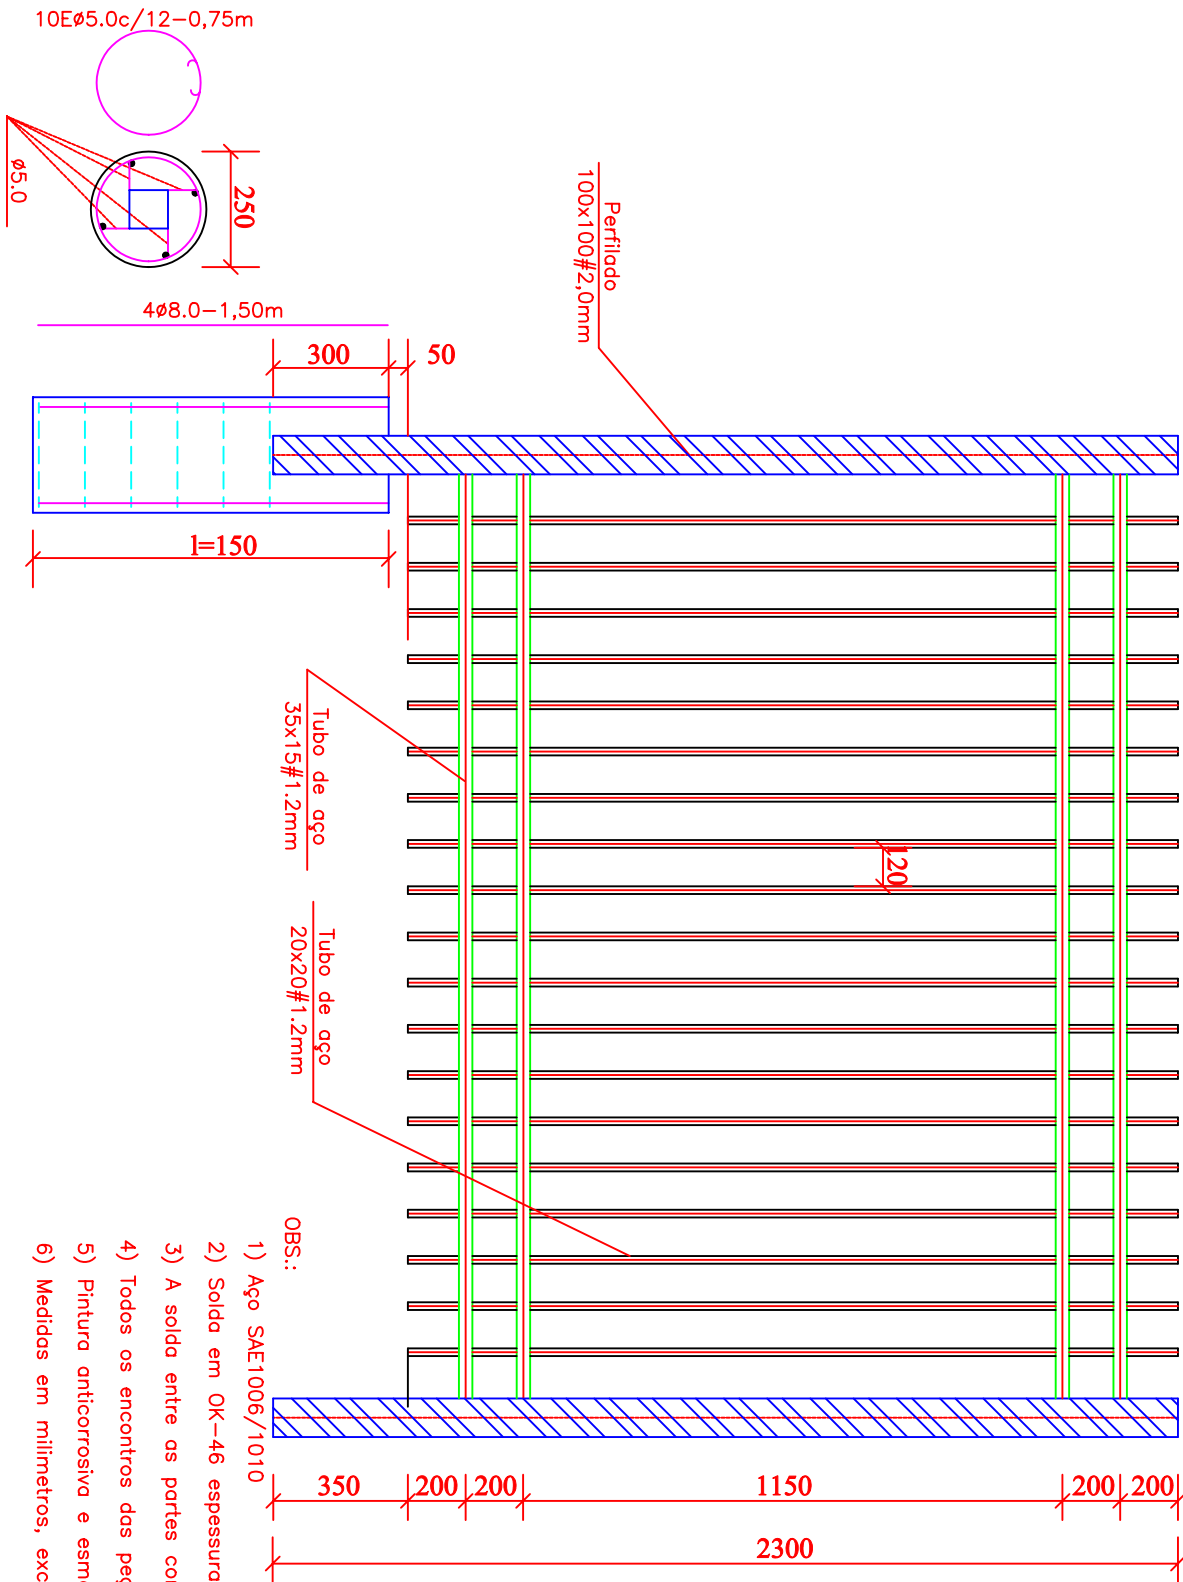 10Eø5.0c/12-0,75m
ø5.0
250
4ø8.0-1,50m
300
50
l=150
Perfilado
100x100#2,0mm
Tubo de aço
35x15#1.2mm
Tubo de aço
20x20#1.2mm
120
OBS.:
1) Aço SAE1006/1010
2) Solda em OK-46 espessura
3) A solda entre as partes
4) Todos os encontros das
5) Pintura anticorrosiva e
6) Medidas em milimetros,
350
200
200
1150
200
200
2300